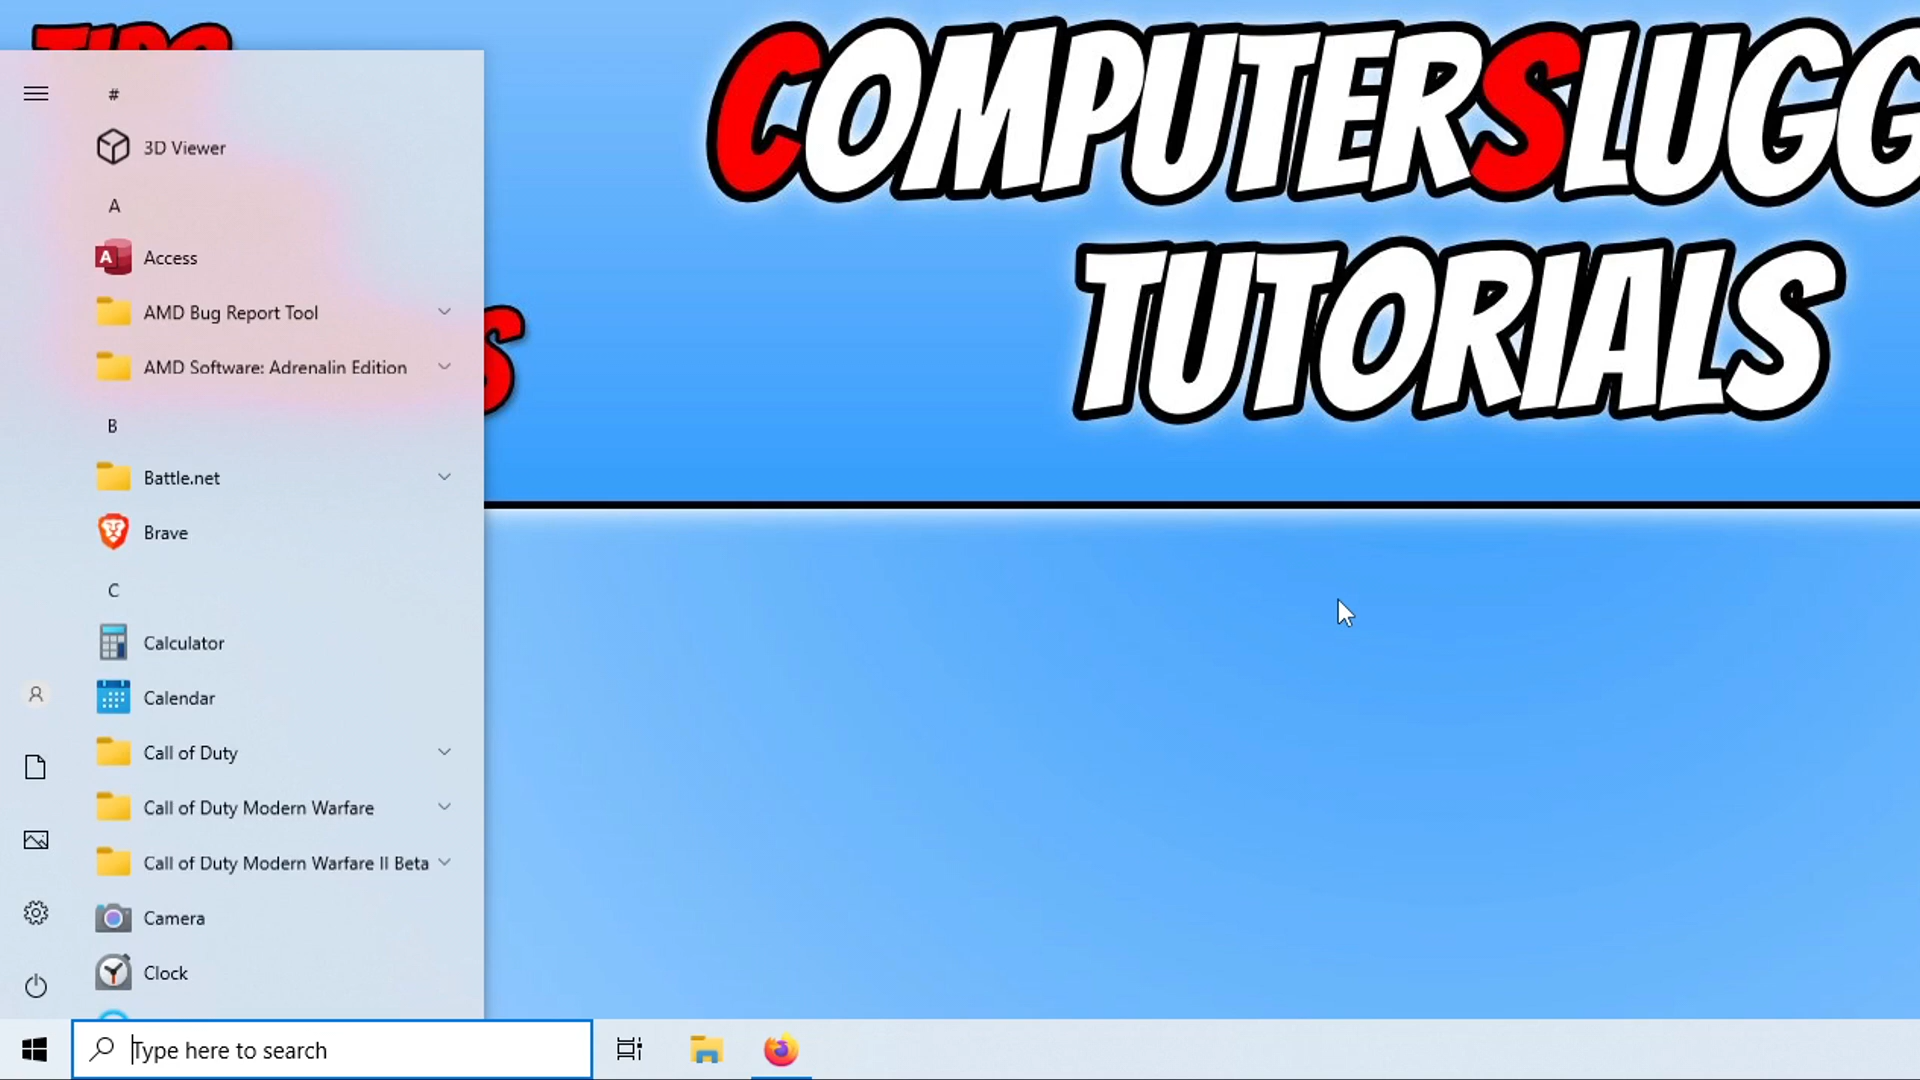 TIPS
COMPUTERSLUGG
TUTORIALS
S
#
3D Viewer
A
Access
AMD Bug Report Tool
AMD Software: Adrenalin Edition
B
Battle.net
Brave
C
Calculator
Calendar
Call of Duty
Call of Duty Modern Warfare
Call of Duty Modern Warfare II Beta
Camera
Clock
Type here to search